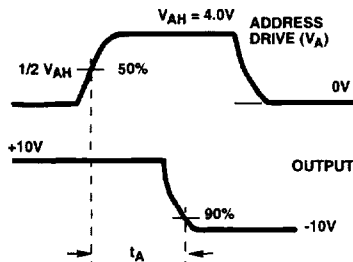 V_AH = 4.0V
ADDRESS
DRIVE (V_A)
1/2 V_AH
50%
0V
+10V
OUTPUT
90%
-10V
t_A